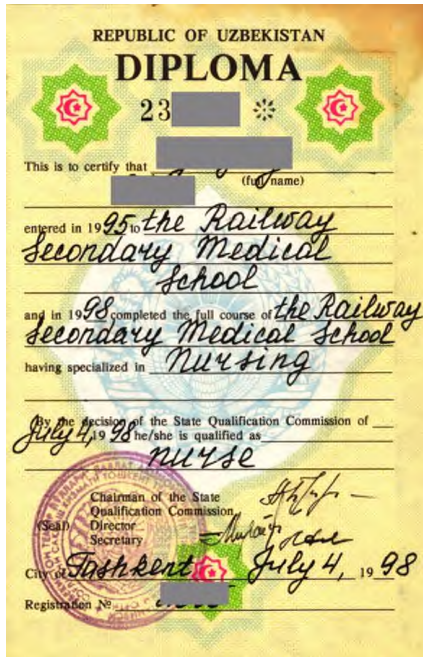 REPUBLIC OF UZBEKISTAN
DIPLOMA
23
This is to certify that
(full name)
entered in 1995 to the Railway
Secondary Medical
School
and in 1998 completed the full course of the Railway
Secondary Medical School
having specialized in Nursing
By the decision of the State Qualification Commission of
July 4, 1998 he/she is qualified as
nurse
Chairman of the State
Qualification Commission
(Seal) Director
Secretary
City of Tashkent July 4, 1998
Registration №